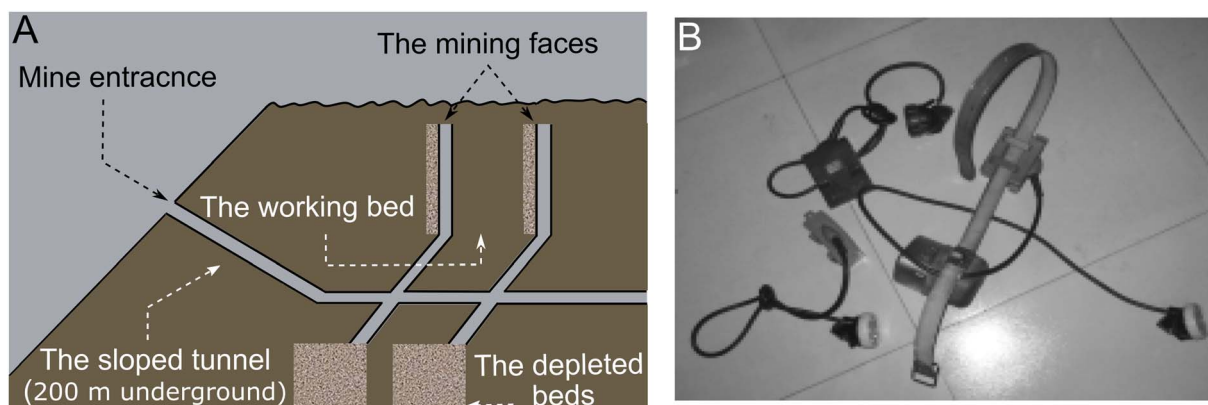 A
The mining faces
Mine entracnce
The working bed
The sloped tunnel
(200 m underground)
The depleted
beds
B